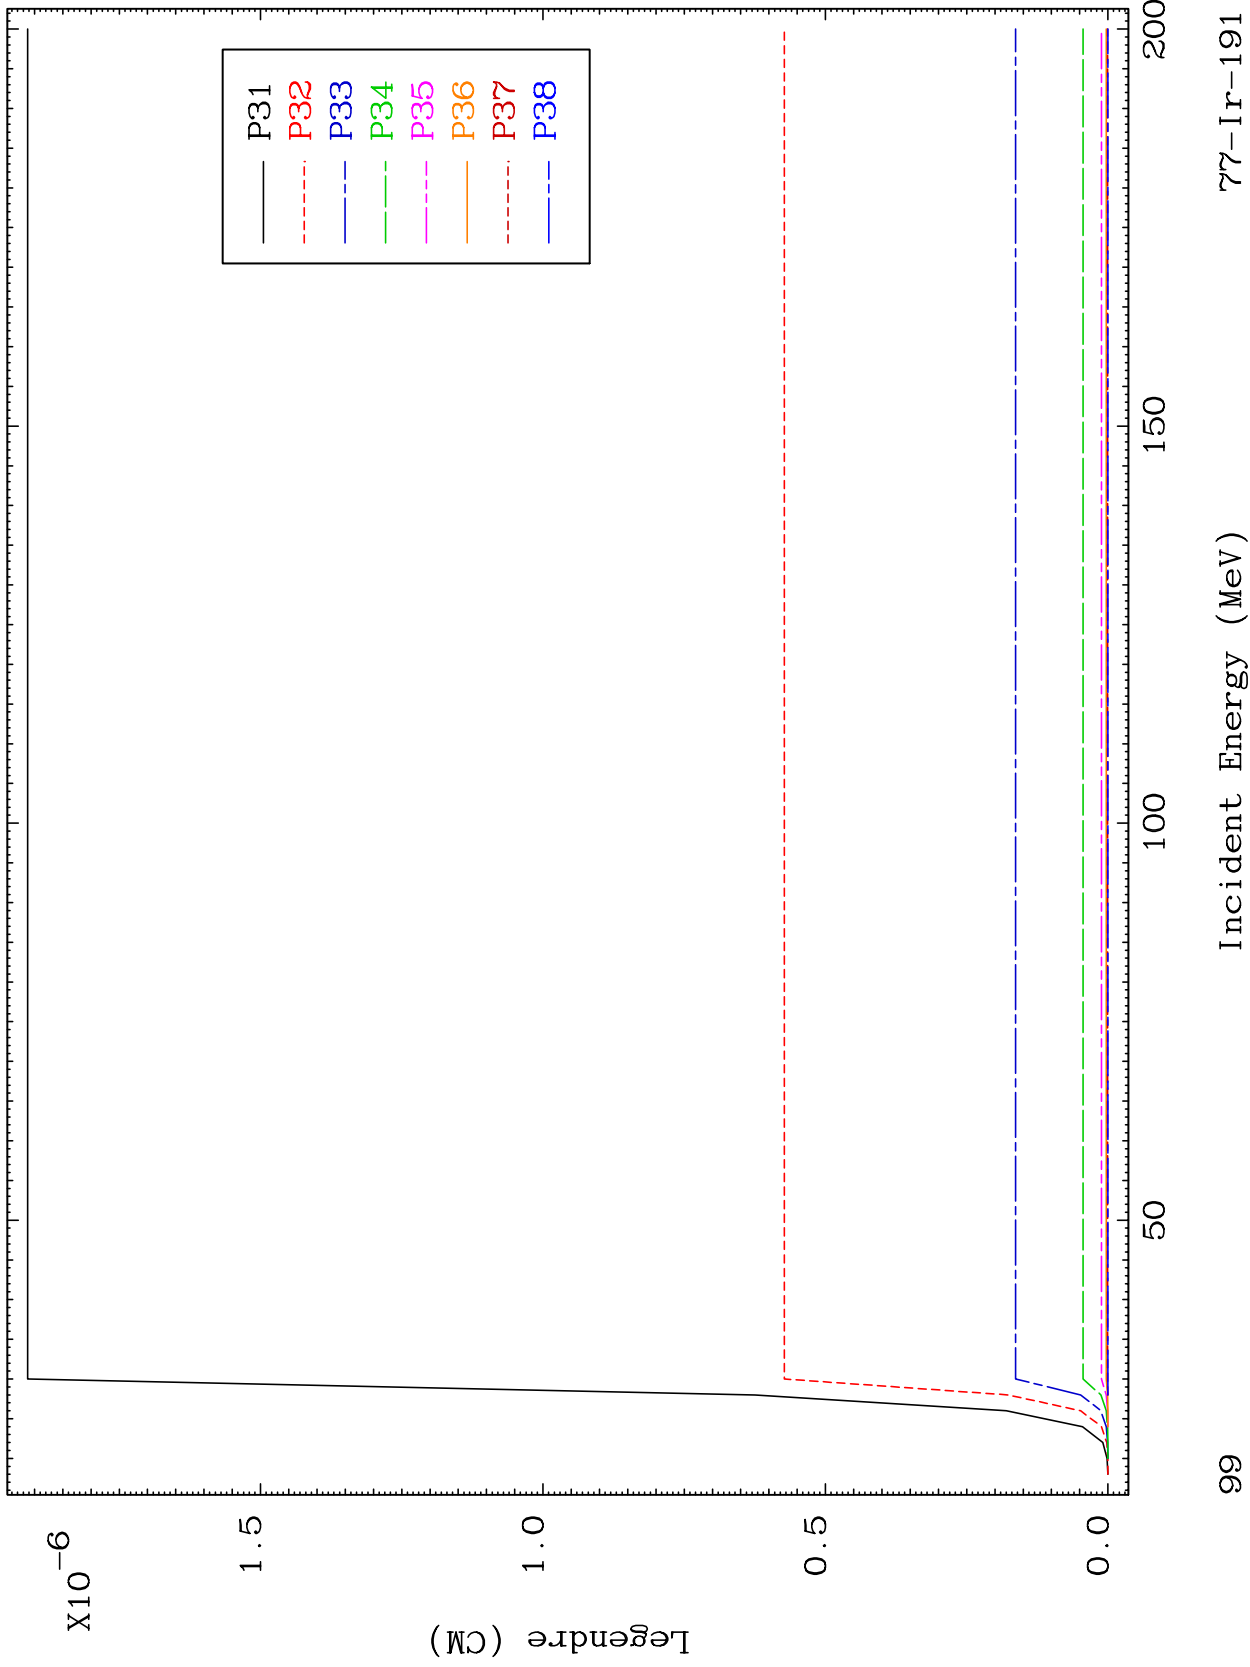 X10-6
1.5
1.0
0.5
0.0
Legendre (CM)
P31
P32
P33
P34
P35
P36
P37
P38
50
100
150
200
99
Incident Energy (MeV)
77-Ir-191